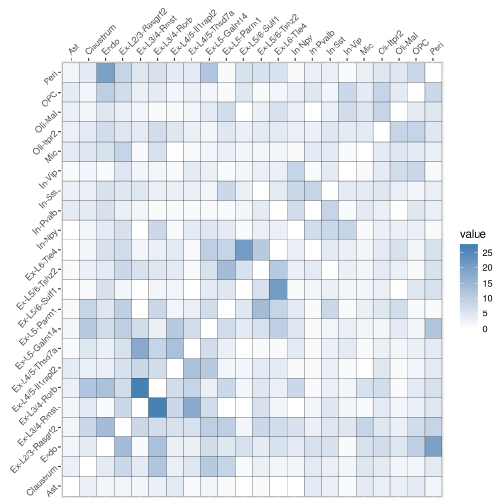 Ast
Claustrum
Endo
Ex-L2/3-Rasgrf2
Ex-L3/4-Rmst
Ex-L3/4-Rorb
Ex-L4/5-Il1rapl2
Ex-L4/5-Thsd7a
Ex-L5-Galnt14
Ex-L5-Parm1
Ex-L5/6-Sulf1
Ex-L5/6-Tshz2
Ex-L6-Tle4
In-Npy
In-Pvalb
In-Sst
In-Vip
Mic
Oli-Itpr2
Oli-Mal
OPC
Peri
Peri
OPC
Oli-Mal
Oli-Itpr2
Mic
In-Vip
In-Sst
In-Pvalb
In-Npy
Ex-L6-Tle4
Ex-L5/6-Tshz2
Ex-L5/6-Sulf1
Ex-L5-Parm1
Ex-L5-Galnt14
Ex-L4/5-Thsd7a
Ex-L4/5-Il1rapl2
Ex-L3/4-Rorb
Ex-L3/4-Rmst
Ex-L2/3-Rasgrf2
Endo
Claustrum
Ast
value
25
20
15
10
5
0